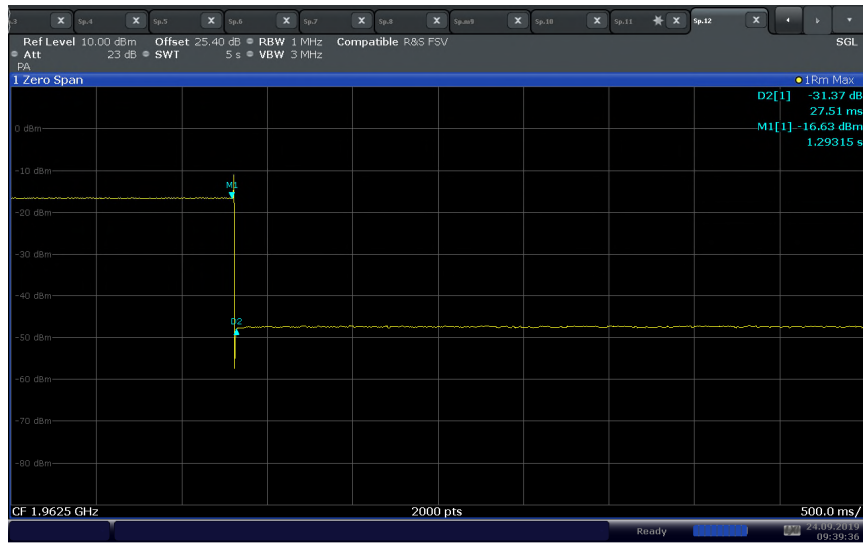 .3 Sp.4 Sp.5 Sp.6 Sp.7 Sp.8 Sp.m9 Sp.10 Sp.11 Sp.12
Ref Level 10.00 dBm Offset 25.40 dB RBW 1 MHz Compatible R&S FSV SGL
Att 23 dB SWT 5 s VBW 3 MHz
PA
1 Zero Span 1Rm Max
D2[1] -31.37 dB
27.51 ms
M1[1] -16.63 dBm
1.29315 s
0 dBm
-10 dBm
M1
-20 dBm
-30 dBm
-40 dBm
D2
-50 dBm
-60 dBm
-70 dBm
-80 dBm
CF 1.9625 GHz 2000 pts 500.0 ms/
Ready 24.09.2019
09:39:36